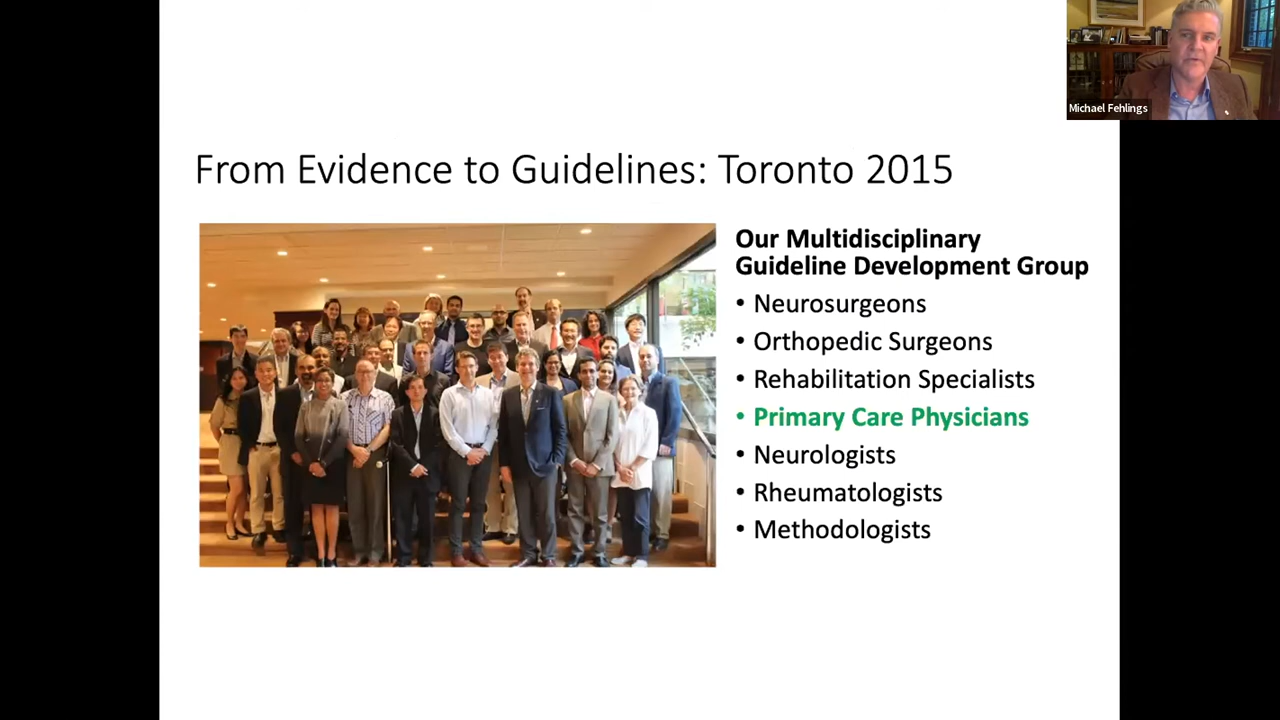 Michael Fehlings
From Evidence to Guidelines: Toronto 2015
Our Multidisciplinary
Guideline Development Group
• Neurosurgeons
• Orthopedic Surgeons
• Rehabilitation Specialists
• Primary Care Physicians
• Neurologists
• Rheumatologists
• Methodologists